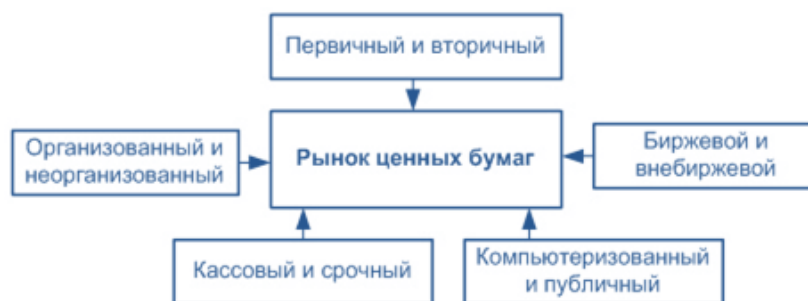 Первичный и вторичный
Организованный и
неорганизованный
Рынок ценных бумаг
Биржевой и
внебиржевой
Кассовый и срочный
Компьютеризованный
и публичный